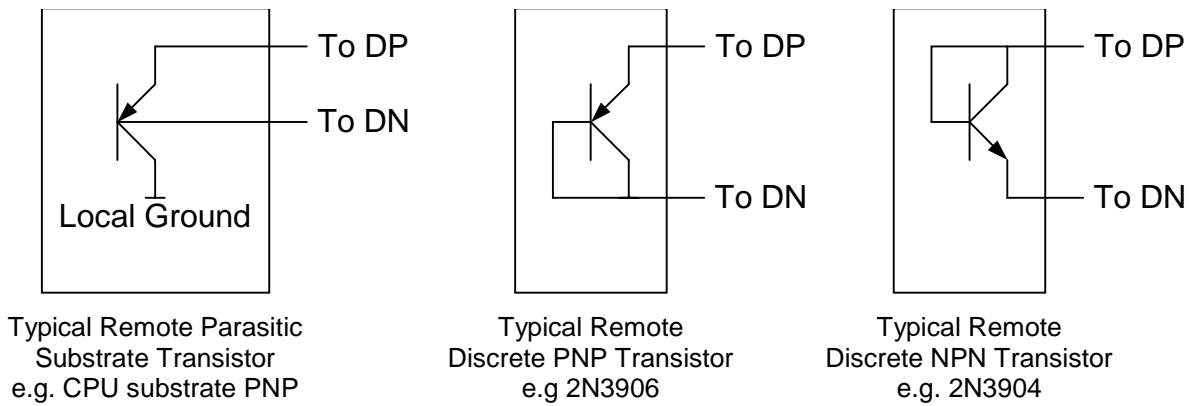 To DP
To DN
Local Ground
Typical Remote Parasitic
Substrate Transistor
e.g. CPU substrate PNP
To DP
To DN
Typical Remote
Discrete PNP Transistor
e.g 2N3906
To DP
To DN
Typical Remote
Discrete NPN Transistor
e.g. 2N3904